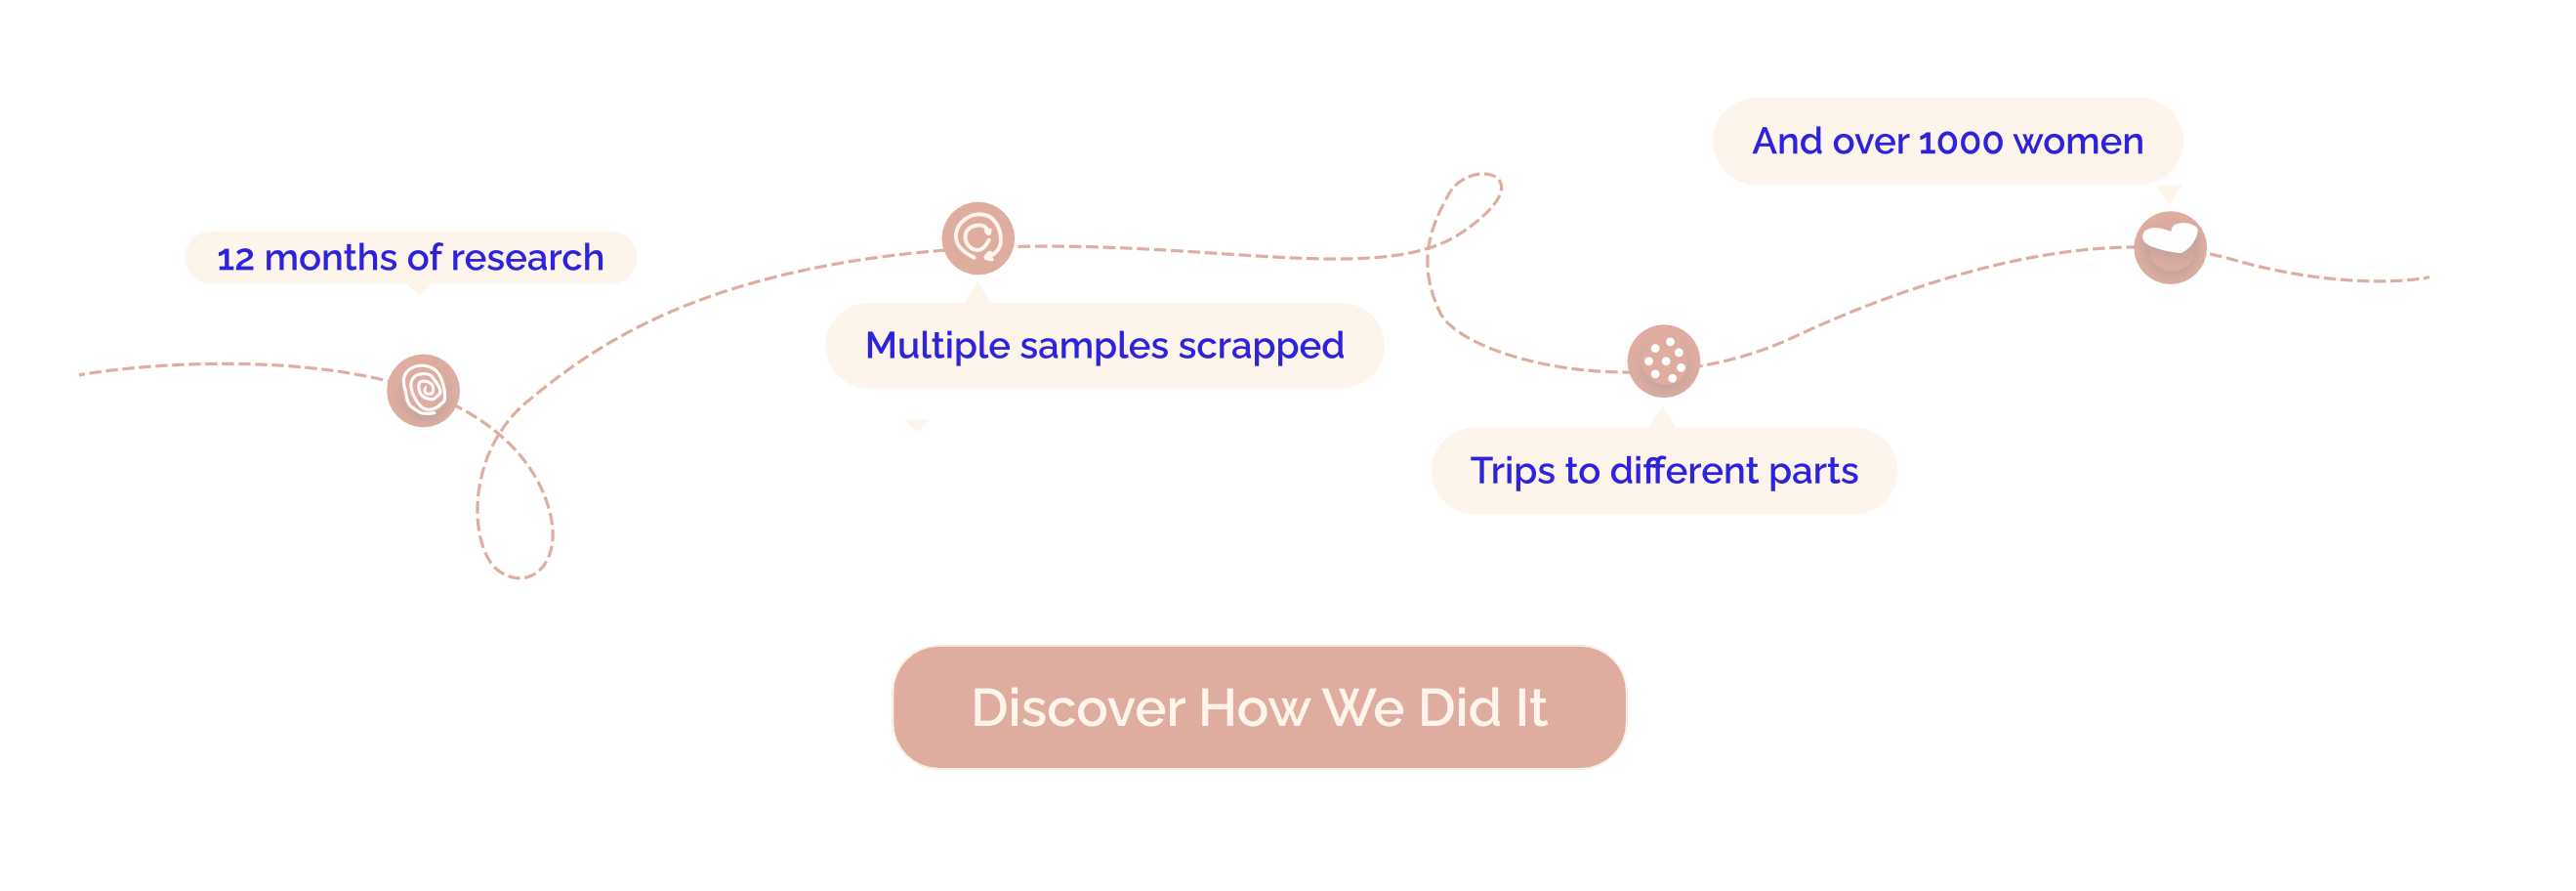 12 months of research
Multiple samples scrapped
Trips to different parts
And over 1000 women
Discover How We Did It